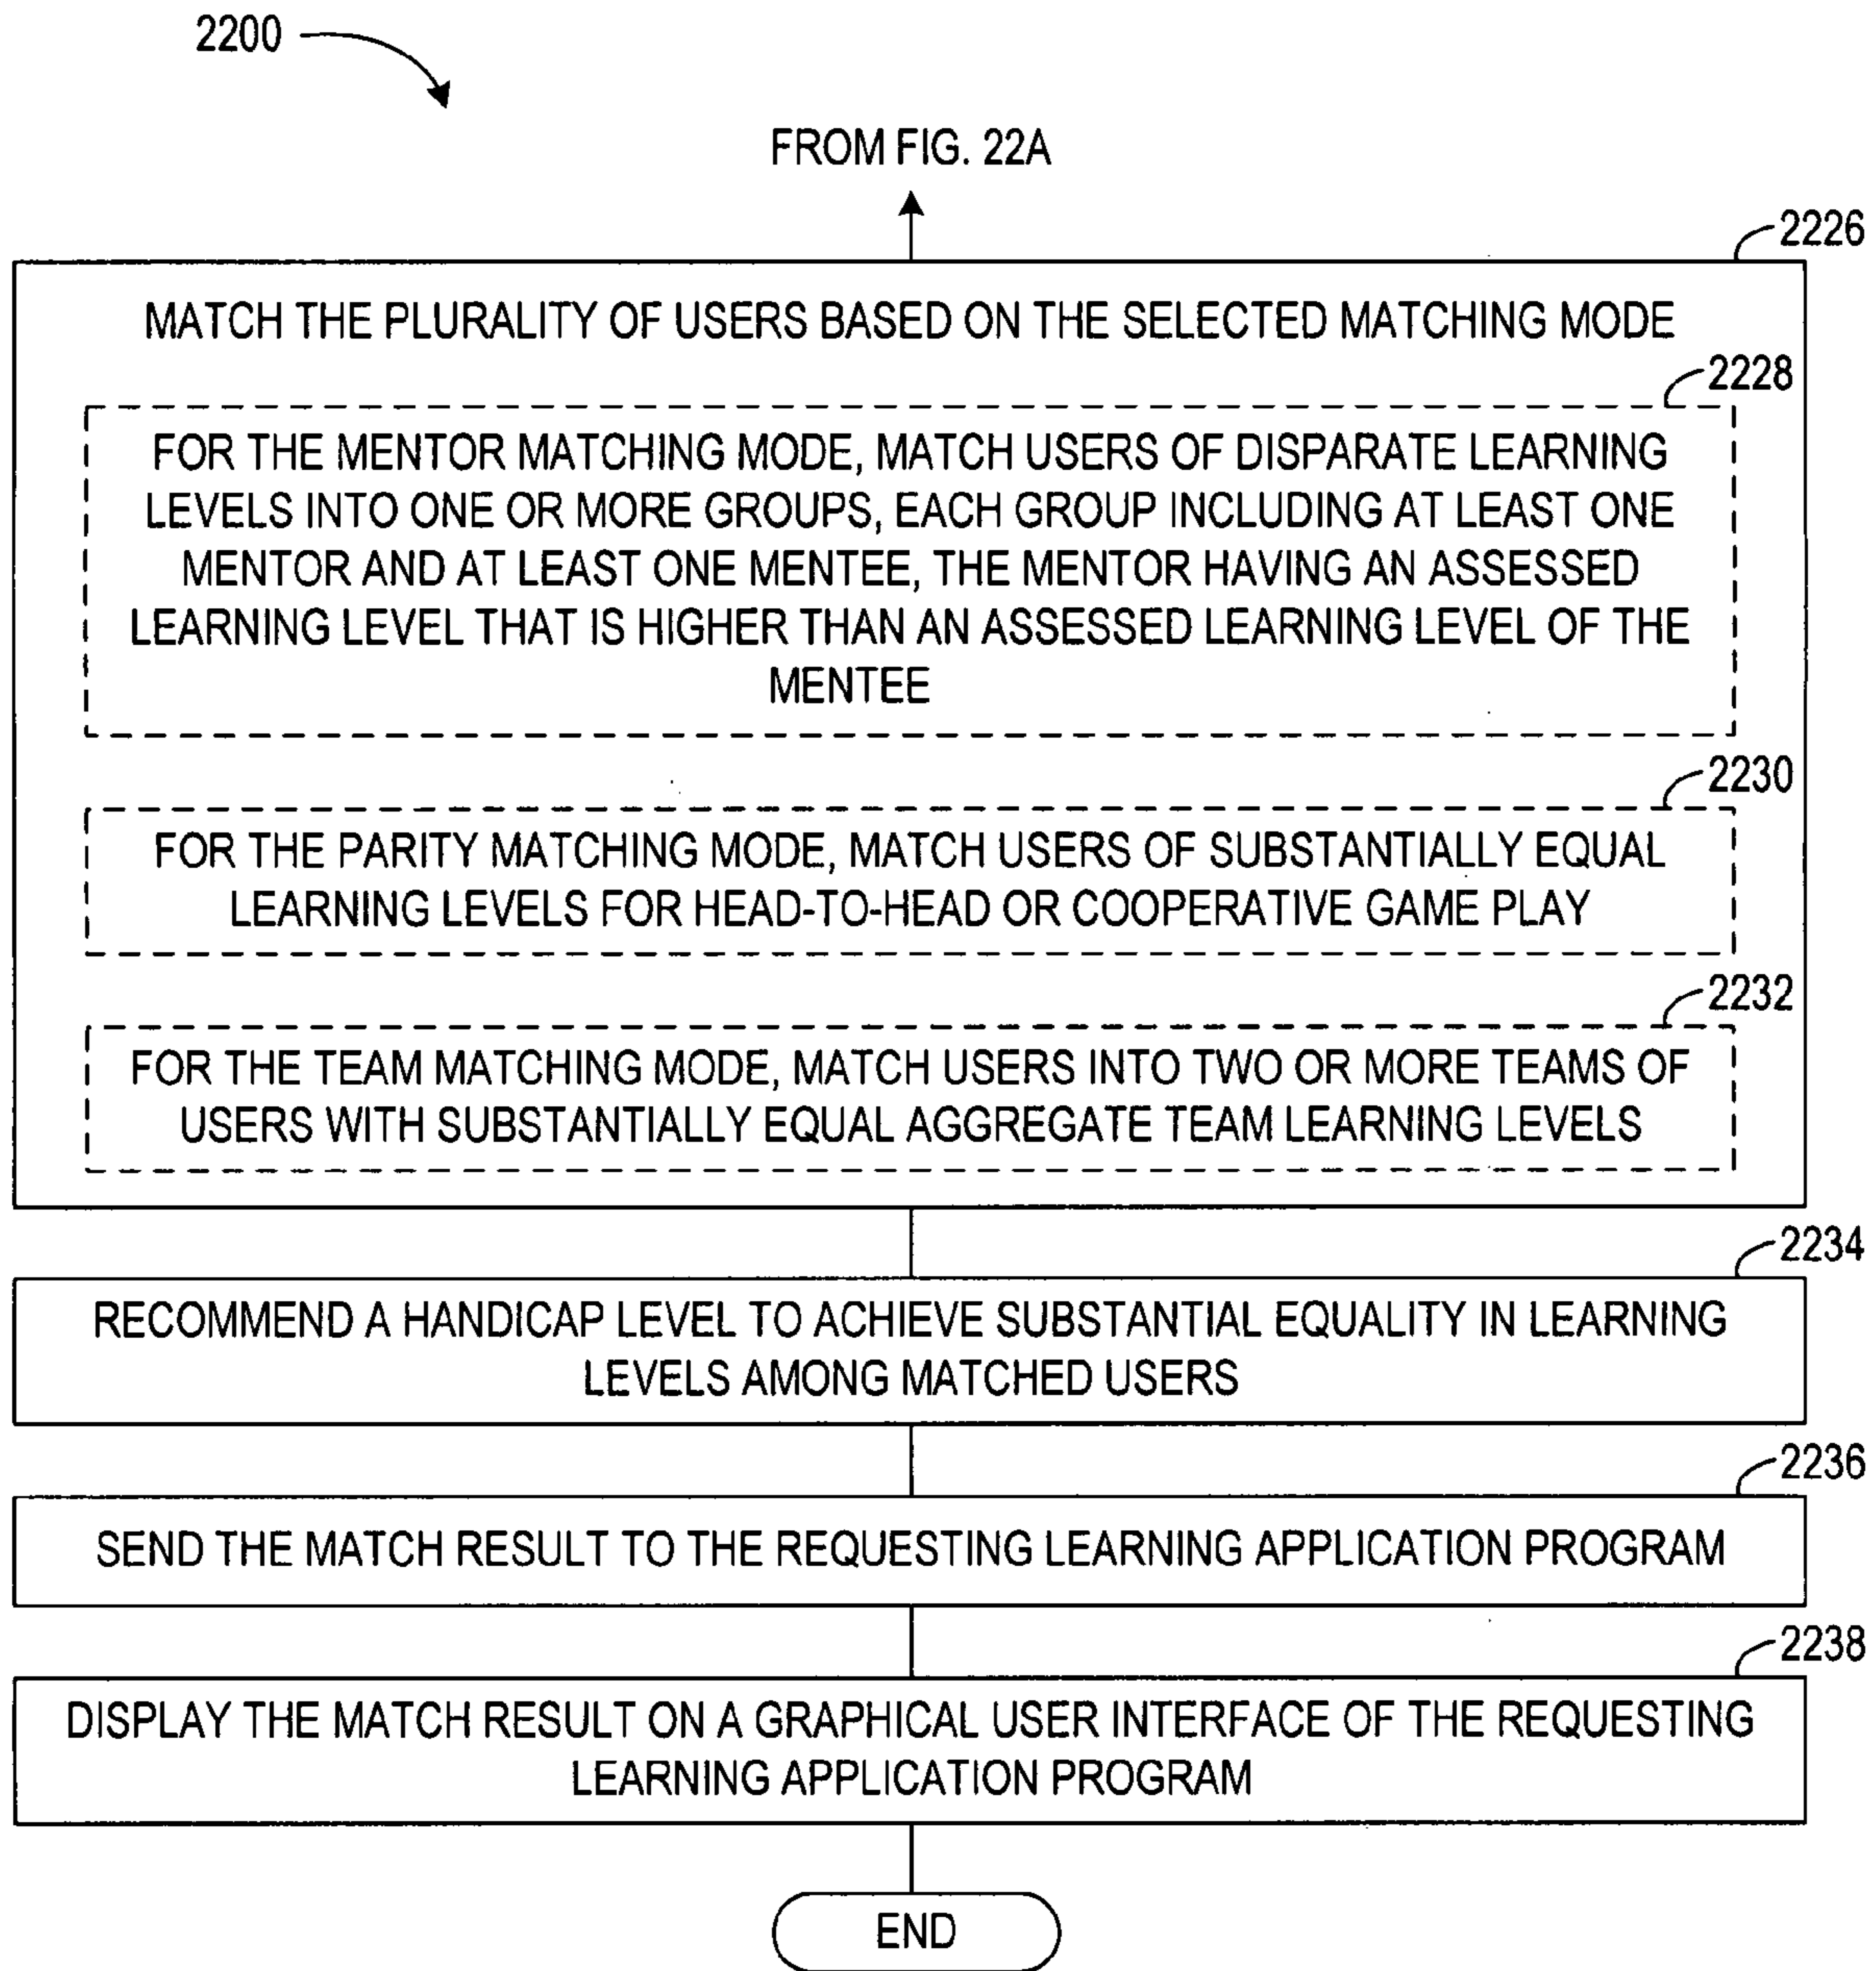 2200
FROM FIG. 22A
2226
MATCH THE PLURALITY OF USERS BASED ON THE SELECTED MATCHING MODE
2228
FOR THE MENTOR MATCHING MODE, MATCH USERS OF DISPARATE LEARNING
LEVELS INTO ONE OR MORE GROUPS, EACH GROUP INCLUDING AT LEAST ONE
MENTOR AND AT LEAST ONE MENTEE, THE MENTOR HAVING AN ASSESSED
LEARNING LEVEL THAT IS HIGHER THAN AN ASSESSED LEARNING LEVEL OF THE
MENTEE
2230
FOR THE PARITY MATCHING MODE, MATCH USERS OF SUBSTANTIALLY EQUAL
LEARNING LEVELS FOR HEAD-TO-HEAD OR COOPERATIVE GAME PLAY
2232
FOR THE TEAM MATCHING MODE, MATCH USERS INTO TWO OR MORE TEAMS OF
USERS WITH SUBSTANTIALLY EQUAL AGGREGATE TEAM LEARNING LEVELS
2234
RECOMMEND A HANDICAP LEVEL TO ACHIEVE SUBSTANTIAL EQUALITY IN LEARNING
LEVELS AMONG MATCHED USERS
2236
SEND THE MATCH RESULT TO THE REQUESTING LEARNING APPLICATION PROGRAM
2238
DISPLAY THE MATCH RESULT ON A GRAPHICAL USER INTERFACE OF THE REQUESTING
LEARNING APPLICATION PROGRAM
END